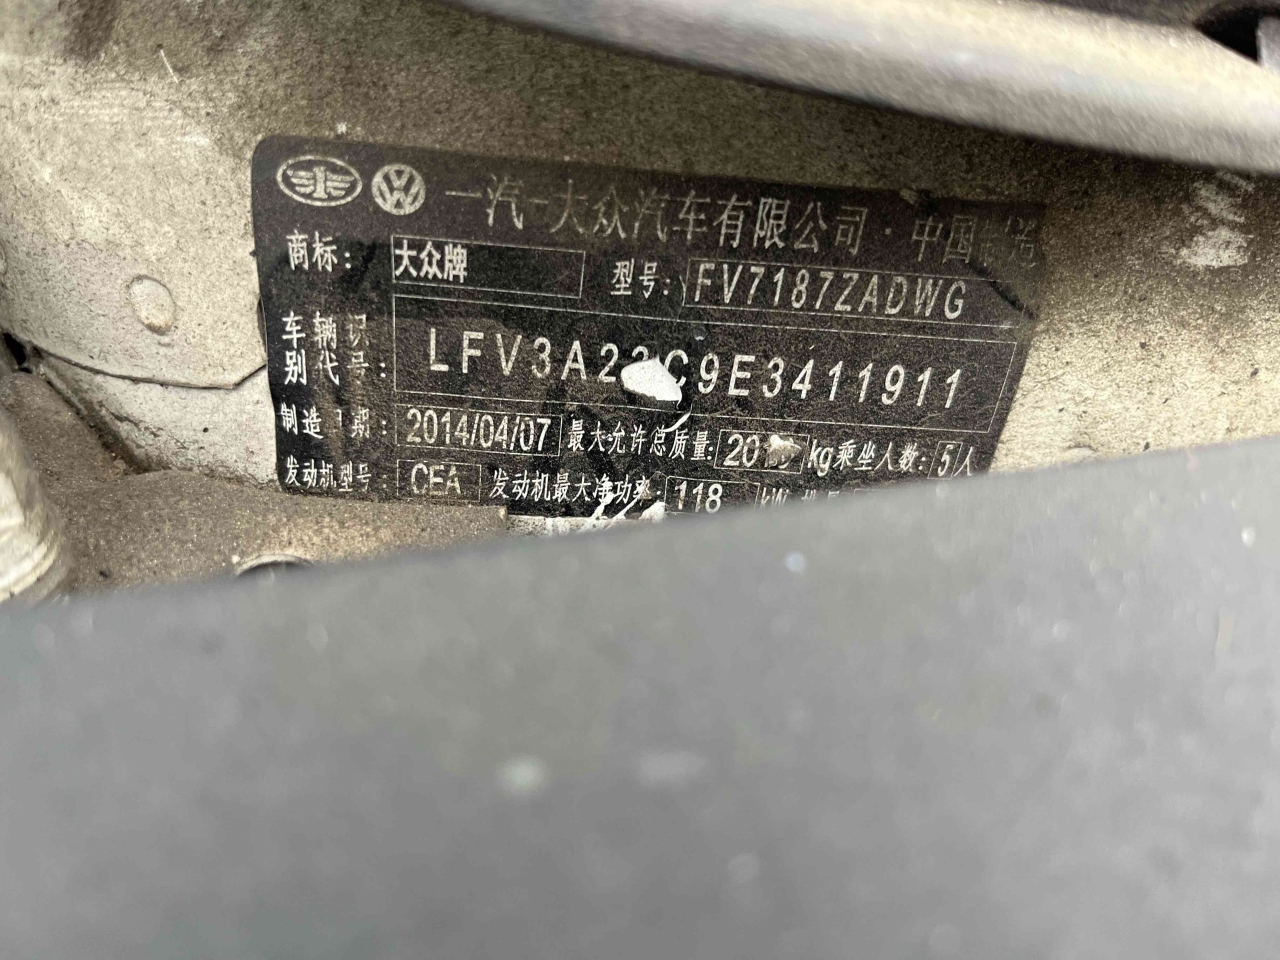 一汽-大众汽车有限公司·中国制造
商标: 大众牌 型号: FV7187ZADWG
车辆识
别代号: LFV3A23C9E3411911
制造日期: 2014/04/07 最大允许总质量: kg 乘坐人数: 5人
发动机型号: CEA 发动机最大净功率: 118 kW